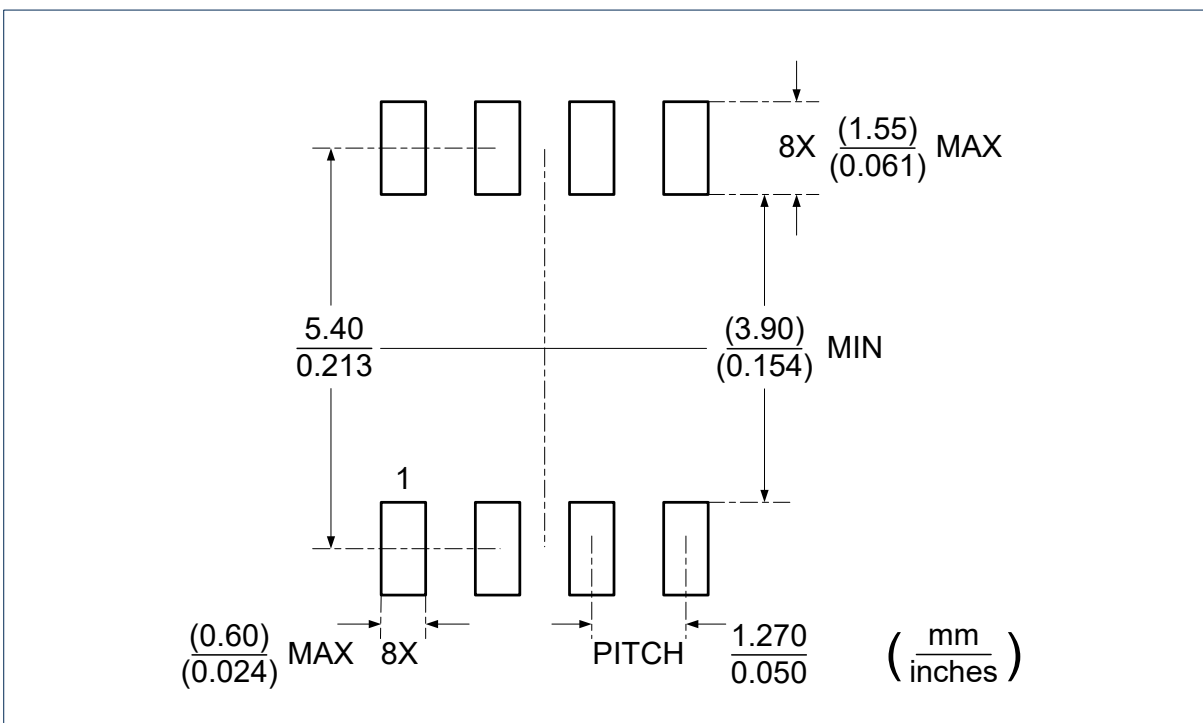 8X (1.55) MAX
(0.061)
5.40
0.213
(3.90) MIN
(0.154)
1
(0.60) MAX 8X
(0.024)
PITCH 1.270
0.050
(mm
inches)